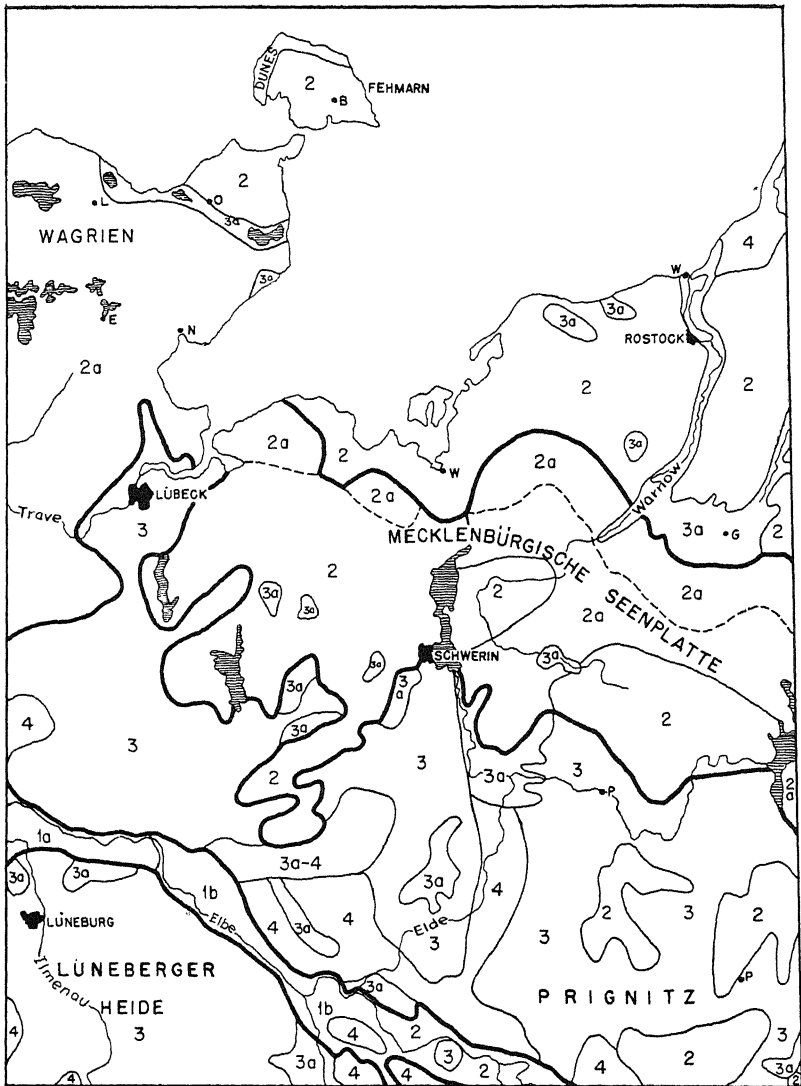 DUNES
2
FEHMARN
B
2
L
O
3a
WAGRIEN
4
3a
W
E
N
3a
3a
ROSTOCK
2a
2
2
2a
2
3a
2a
W
2a
LÜBECK
Warnow
Trave
3
3a
G
2
MECKLENBÜRGISCHE SEENPLATTE
2
2
3a
3a
2a
2a
SCHWERIN
3a
3a
3a
3a
4
3
3a
2
3
3a
3
2
P
2a
1a
3a-4
3a
3a
3a
1b
4
2
3
2
LÜNEBURG
Elbe
4
3a
4
Elde
3
3
Ilmenau
LÜNEBERGER
HEIDE
3a
P
PRIGNITZ
4
3
1b
4
2
3
4
3a
4
4
3
2
4
2
3
3a
2